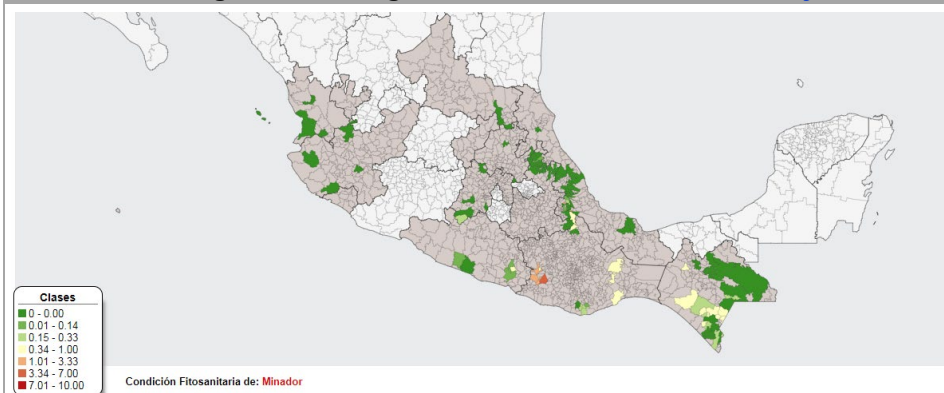 Clases
0 - 0.00
0.01 - 0.14
0.15 - 0.33
0.34 - 1.00
1.01 - 3.33
3.34 - 7.00
7.01 - 10.00
Condición Fitosanitaria de: Minador